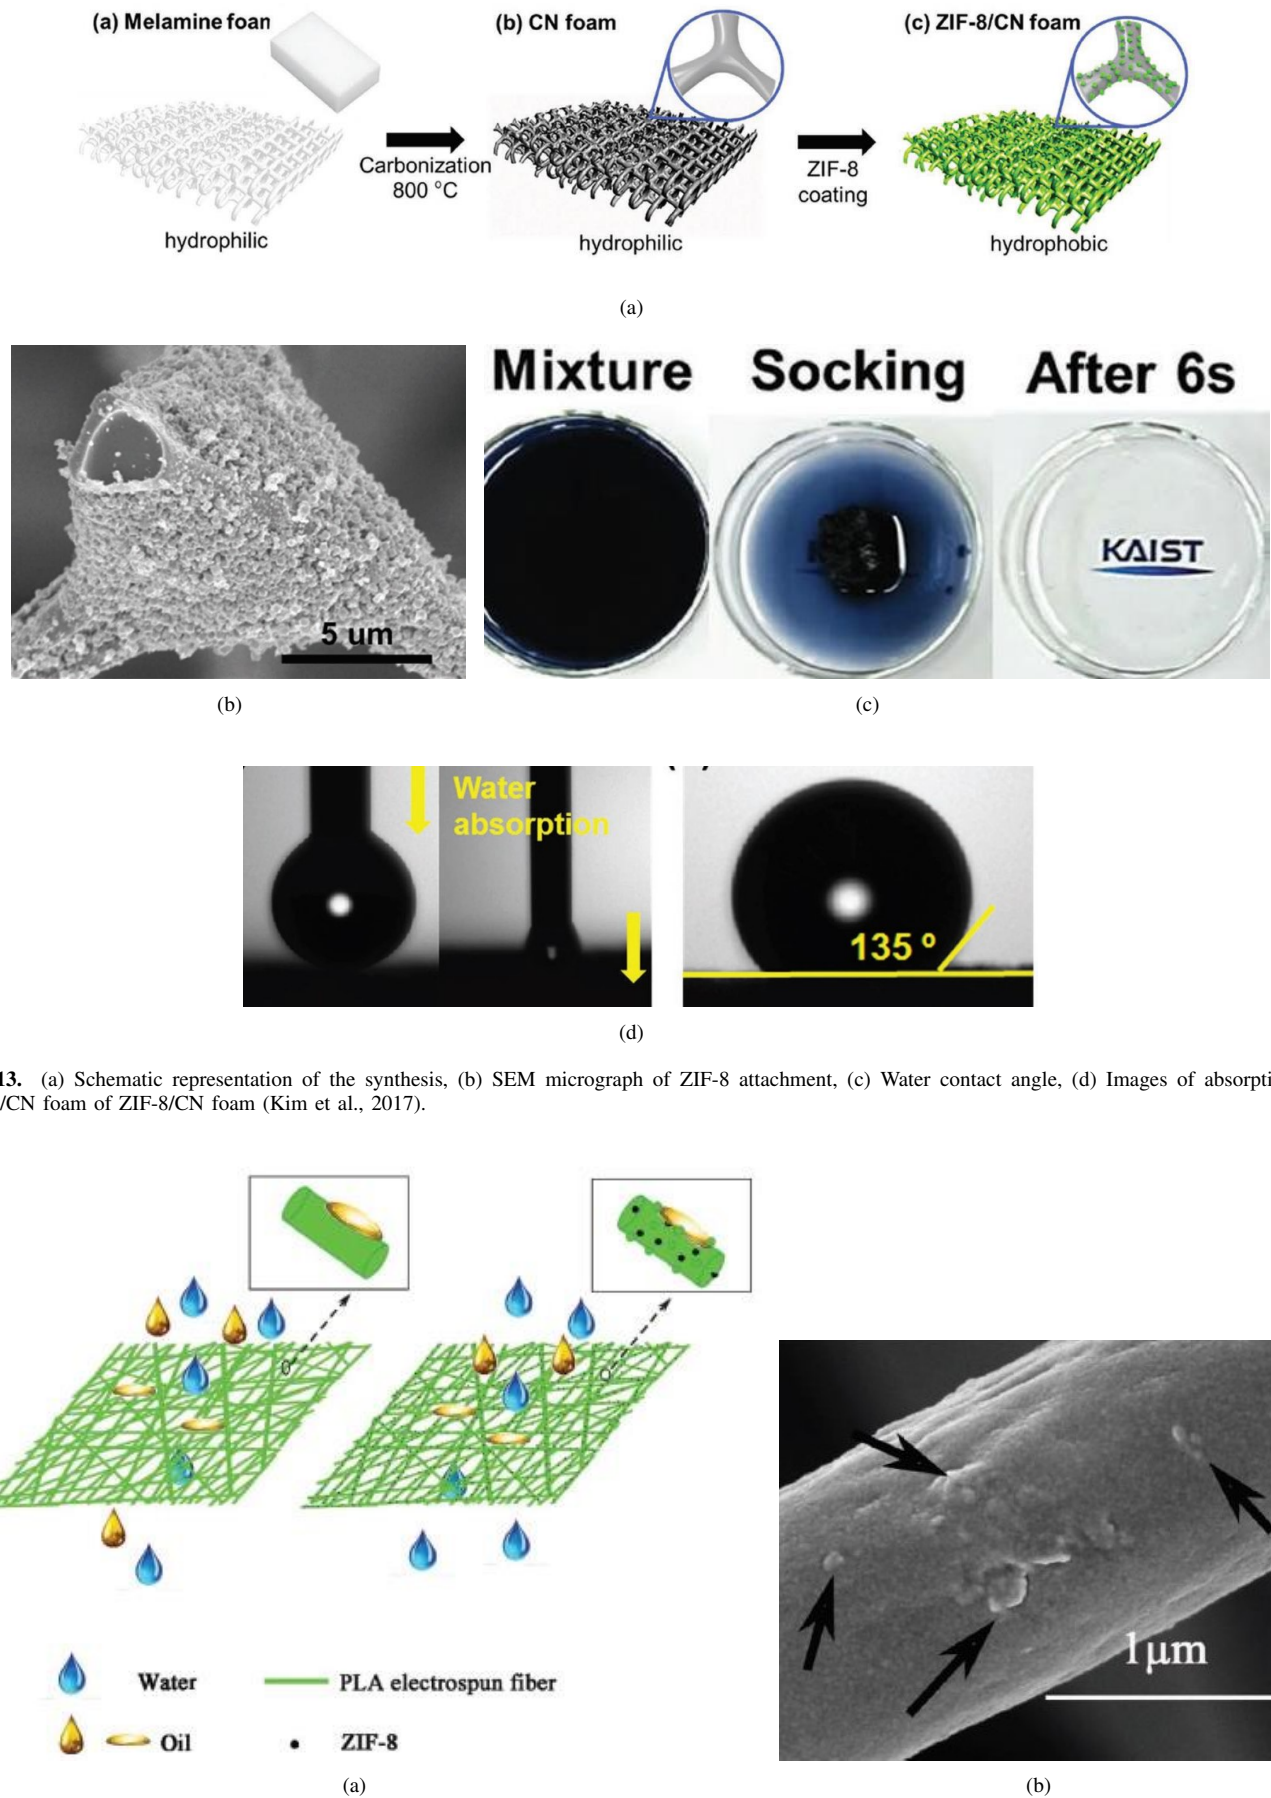 (a) Melamine foam
(b) CN foam
(c) ZIF-8/CN foam
Carbonization
800 °C
ZIF-8
coating
hydrophilic
hydrophilic
hydrophobic
(a)
Mixture
Socking
After 6s
KAIST
5 um
(b)
(c)
Water
absorption
135 °
(d)
13. (a) Schematic representation of the synthesis, (b) SEM micrograph of ZIF-8 attachment, (c) Water contact angle, (d) Images of absorpti
/CN foam of ZIF-8/CN foam (Kim et al., 2017).
1μm
Water
PLA electrospun fiber
Oil
ZIF-8
(a)
(b)